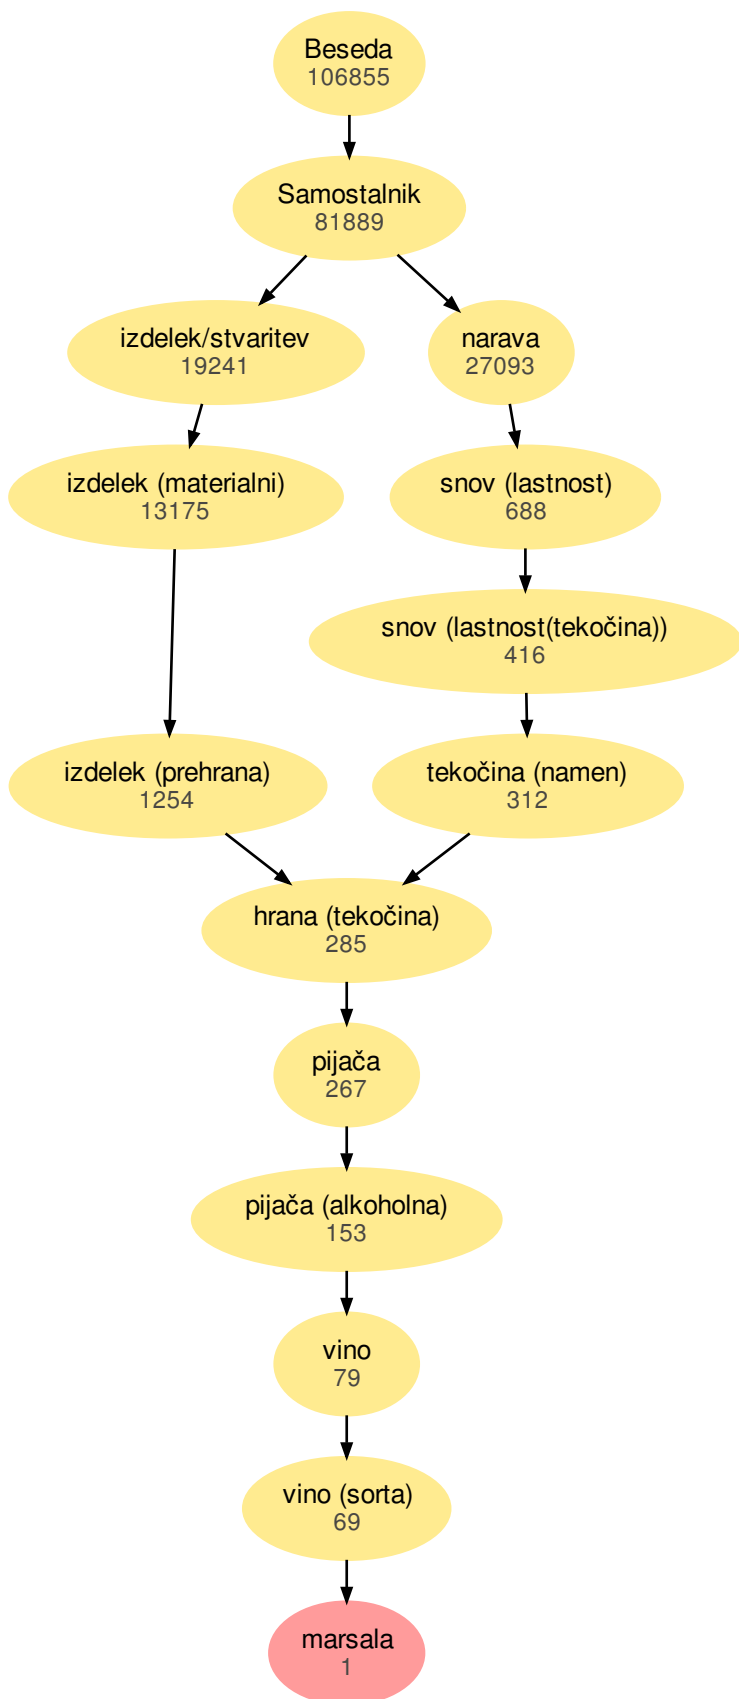 Beseda
106855
Samostalnik
81889
izdelek/stvaritev
19241
narava
27093
izdelek (materialni)
13175
snov (lastnost)
688
snov (lastnost(tekočina))
416
izdelek (prehrana)
1254
tekočina (namen)
312
hrana (tekočina)
285
pijača
267
pijača (alkoholna)
153
vino
79
vino (sorta)
69
marsala
1